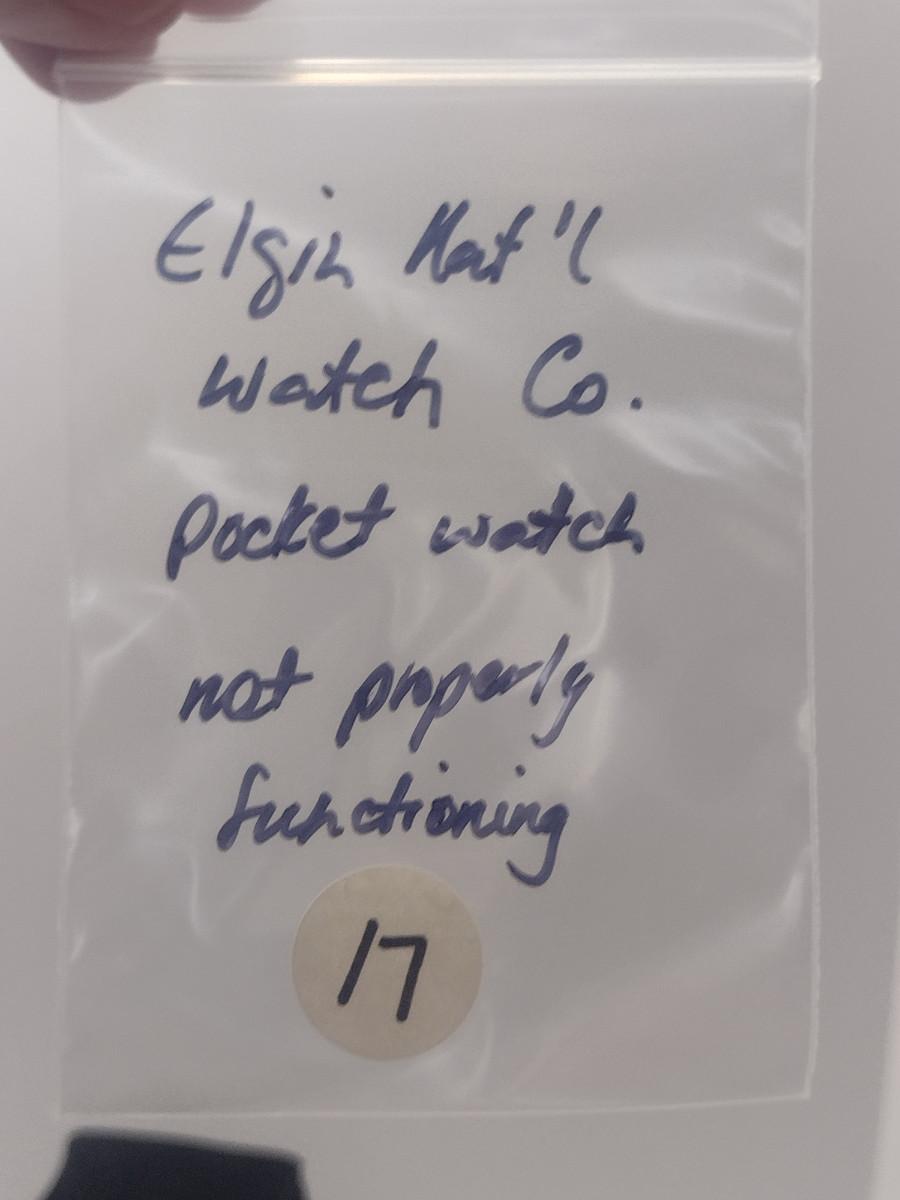 Elgin Nat'l
Watch Co.
Pocket watch
not properly
functioning
17